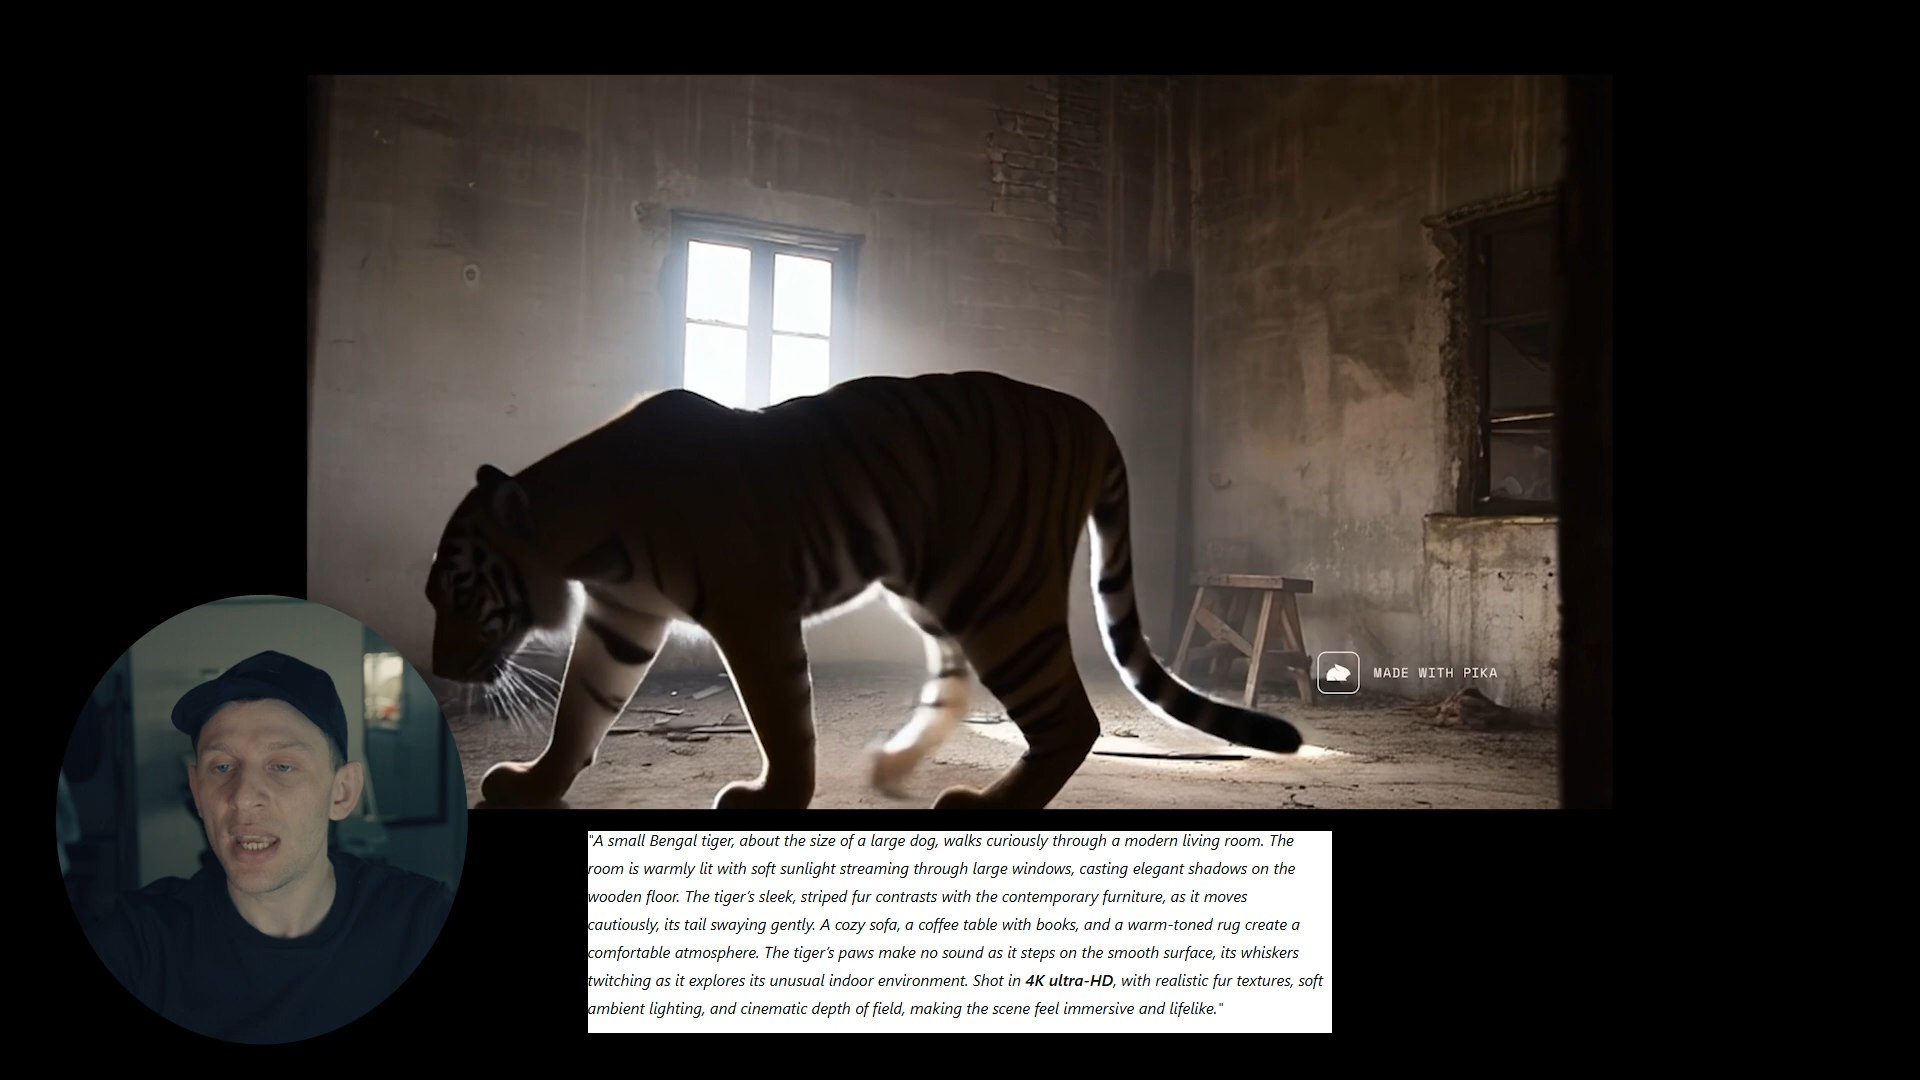 MADE WITH PIKA
"A small Bengal tiger, about the size of a large dog, walks curiously through a modern living room. The
room is warmly lit with soft sunlight streaming through large windows, casting elegant shadows on the
wooden floor. The tiger's sleek, striped fur contrasts with the contemporary furniture, as it moves
cautiously, its tail swaying gently. A cozy sofa, a coffee table with books, and a warm-toned rug create a
comfortable atmosphere. The tiger's paws make no sound as it steps on the smooth surface, its whiskers
twitching as it explores its unusual indoor environment. Shot in 4K ultra-HD, with realistic fur textures, soft
ambient lighting, and cinematic depth of field, making the scene feel immersive and lifelike."